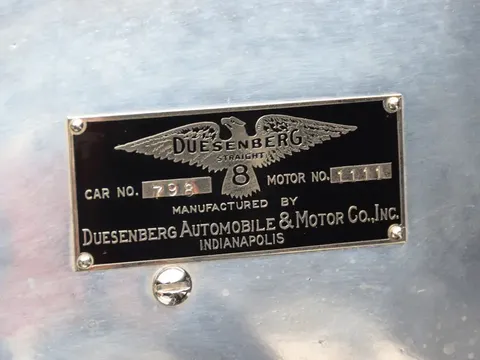 DUESENBERG
STRAIGHT
8
CAR NO. 798 MOTOR NO. 1111
MANUFACTURED BY
DUESENBERG AUTOMOBILE & MOTOR CO., INC.
INDIANAPOLIS